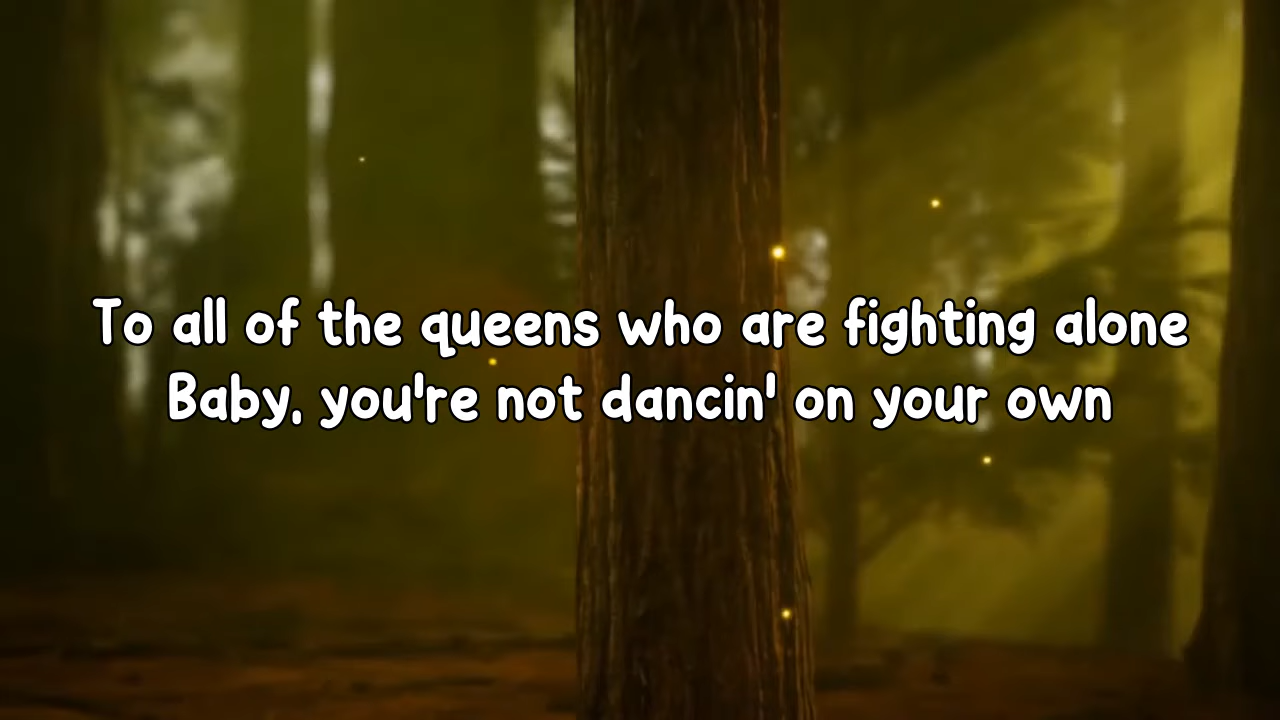 To all of the queens who are fighting alone
Baby, you're not dancin' on your own